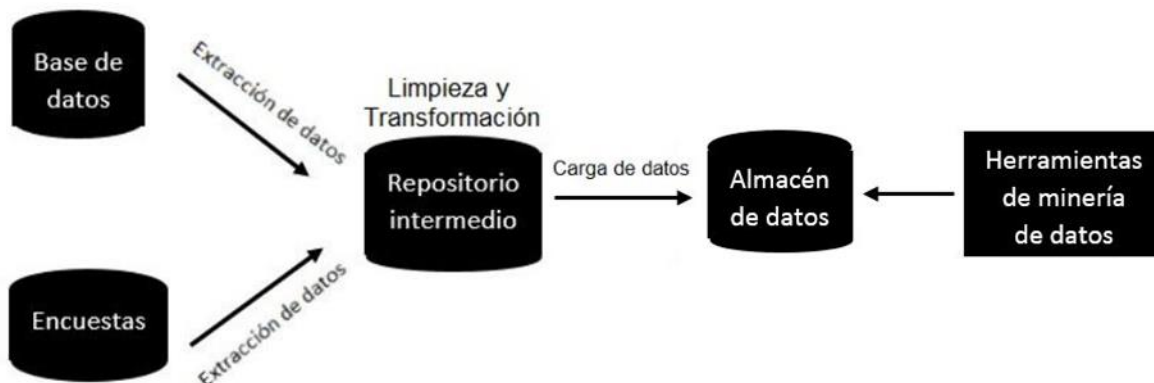 Base de
datos
Extracción de datos
Limpieza y
Transformación
Repositorio
intermedio
Carga de datos
Almacén
de datos
Herramientas
de minería
de datos
Encuestas
Extracción de datos